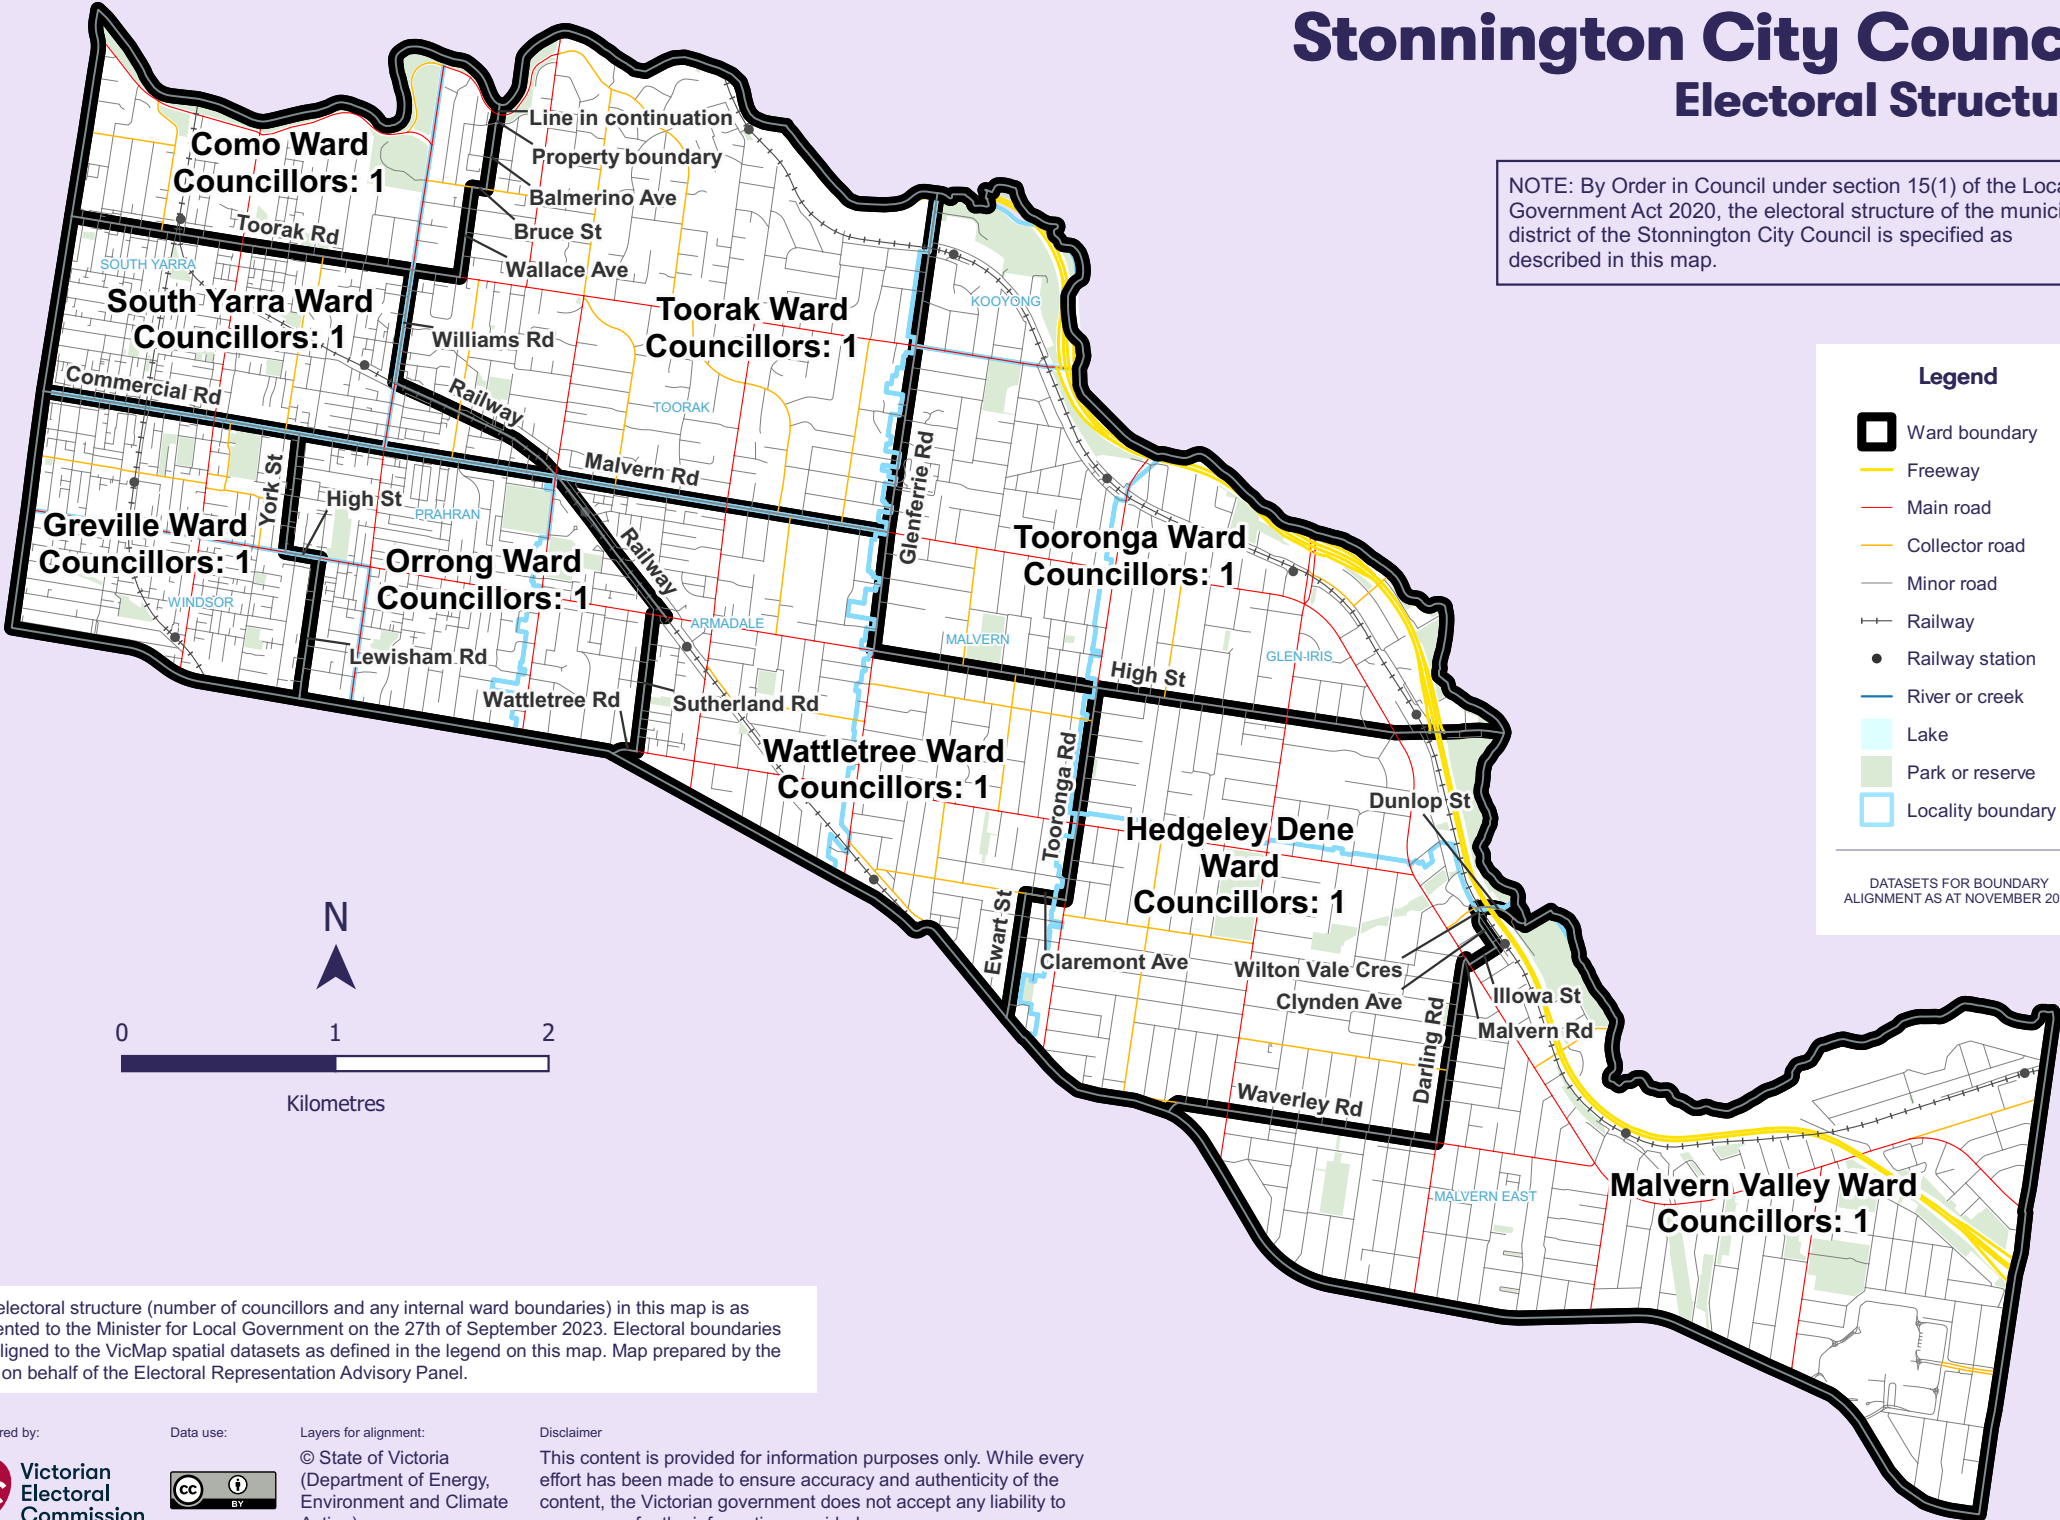 Stonnington City Counc
Electoral Structu
NOTE: By Order in Council under section 15(1) of the Loca
Government Act 2020, the electoral structure of the munici
district of the Stonnington City Council is specified as
described in this map.
Line in continuation
Property boundary
Balmerino Ave
Bruce St
Wallace Ave
Como Ward
Councillors: 1
Toorak Rd
SOUTH YARRA
South Yarra Ward
Councillors: 1
Williams Rd
Toorak Ward
Councillors: 1
KOOYONG
Commercial Rd
Railway
TOORAK
Malvern Rd
Glenferrie Rd
York St
High St
PRAHRAN
Greville Ward
Councillors: 1
WINDSOR
Orrong Ward
Councillors: 1
Railway
Lewisham Rd
ARMADALE
Tooronga Ward
Councillors: 1
MALVERN
GLEN-IRIS
High St
Wattletree Rd
Sutherland Rd
Wattletree Ward
Councillors: 1
Tooronga Rd
Dunlop St
Hedgeley Dene
Ward
Councillors: 1
Ewart St
Claremont Ave
Wilton Vale Cres
Clynden Ave
Illowa St
Malvern Rd
Darling Rd
Waverley Rd
MALVERN EAST
Malvern Valley Ward
Councillors: 1
Legend
Ward boundary
Freeway
Main road
Collector road
Minor road
Railway
Railway station
River or creek
Lake
Park or reserve
Locality boundary
DATASETS FOR BOUNDARY
ALIGNMENT AS AT NOVEMBER 20
N
0 1 2
Kilometres
electoral structure (number of councillors and any internal ward boundaries) in this map is as
ented to the Minister for Local Government on the 27th of September 2023. Electoral boundaries
ligned to the VicMap spatial datasets as defined in the legend on this map. Map prepared by the
on behalf of the Electoral Representation Advisory Panel.
red by:
Victorian
Electoral
Commission
Data use:
cc
BY
Layers for alignment:
© State of Victoria
(Department of Energy,
Environment and Climate
Disclaimer
This content is provided for information purposes only. While every
effort has been made to ensure accuracy and authenticity of the
content, the Victorian government does not accept any liability to